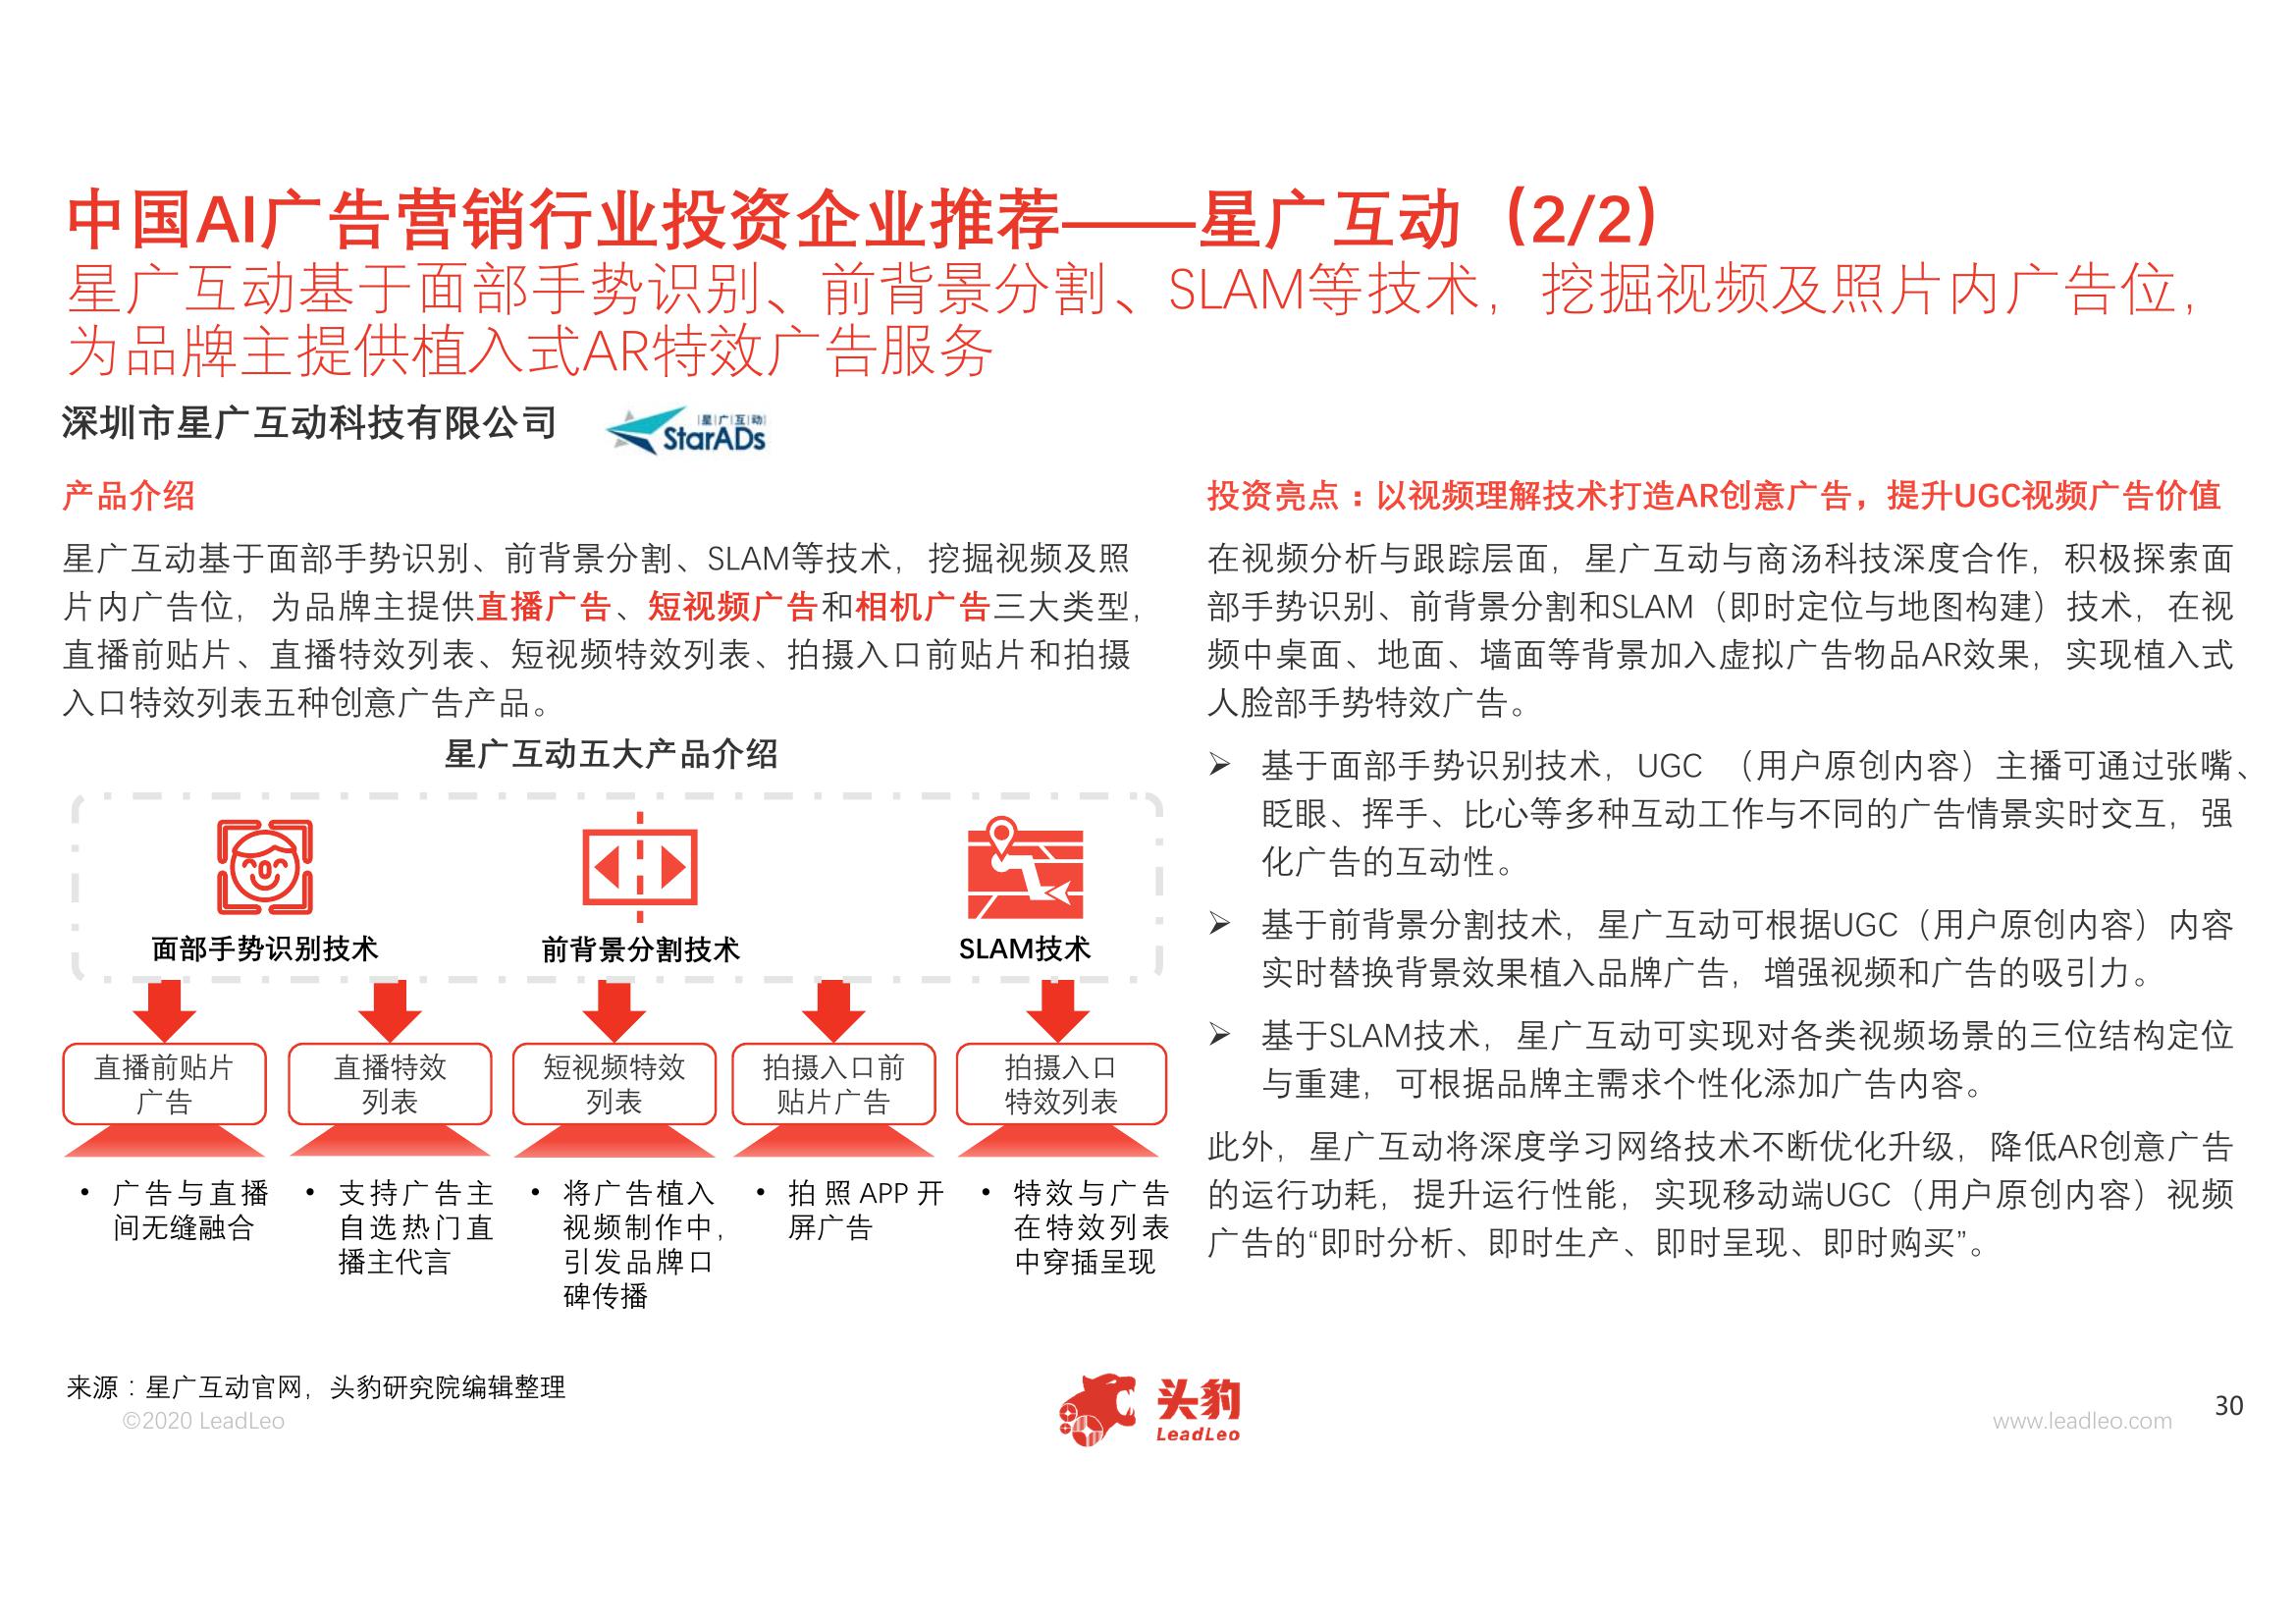 中国AI广告营销行业投资企业推荐——星广互动（2/2）
星广互动基于面部手势识别、前背景分割、SLAM等技术，挖掘视频及照片内广告位，
为品牌主提供植入式AR特效广告服务
深圳市星广互动科技有限公司
星广互动
StarADs
产品介绍
星广互动基于面部手势识别、前背景分割、SLAM等技术，挖掘视频及照
片内广告位，为品牌主提供直播广告、短视频广告和相机广告三大类型，
直播前贴片、直播特效列表、短视频特效列表、拍摄入口前贴片和拍摄
入口特效列表五种创意广告产品。
星广互动五大产品介绍
面部手势识别技术
前背景分割技术
SLAM技术
直播前贴片
广告
直播特效
列表
短视频特效
列表
拍摄入口前
贴片广告
拍摄入口
特效列表
• 广告与直播
间无缝融合
• 支持广告主
自选热门直
播主代言
• 将广告植入
视频制作中，
引发品牌口
碑传播
• 拍照APP开
屏广告
• 特效与广告
在特效列表
中穿插呈现
投资亮点：以视频理解技术打造AR创意广告，提升UGC视频广告价值
在视频分析与跟踪层面，星广互动与商汤科技深度合作，积极探索面
部手势识别、前背景分割和SLAM（即时定位与地图构建）技术，在视
频中桌面、地面、墙面等背景加入虚拟广告物品AR效果，实现植入式
人脸部手势特效广告。
➢ 基于面部手势识别技术，UGC （用户原创内容）主播可通过张嘴、
眨眼、挥手、比心等多种互动工作与不同的广告情景实时交互，强
化广告的互动性。
➢ 基于前背景分割技术，星广互动可根据UGC（用户原创内容）内容
实时替换背景效果植入品牌广告，增强视频和广告的吸引力。
➢ 基于SLAM技术，星广互动可实现对各类视频场景的三位结构定位
与重建，可根据品牌主需求个性化添加广告内容。
此外，星广互动将深度学习网络技术不断优化升级，降低AR创意广告
的运行功耗，提升运行性能，实现移动端UGC（用户原创内容）视频
广告的“即时分析、即时生产、即时呈现、即时购买”。
来源：星广互动官网，头豹研究院编辑整理
©2020 LeadLeo
头豹
LeadLeo
www.leadleo.com
30